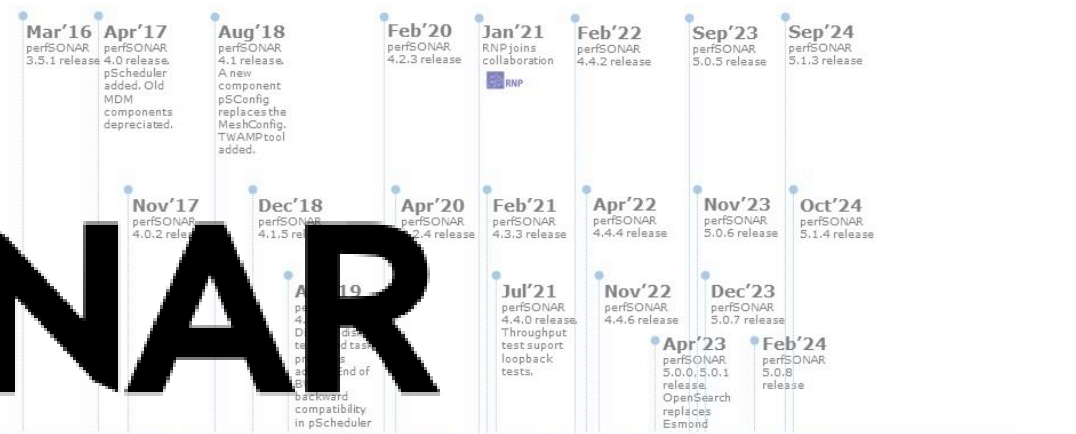 Mar'16
perfSONAR
3.5.1 release
Apr'17
perfSONAR
4.0 release.
pScheduler
added. Old
MDM
components
depreciated.
Aug'18
perfSONAR
4.1 release.
A new
component
pSConfig
replaces the
MeshConfig.
TWAMP tool
added.
Feb'20
perfSONAR
4.2.3 release
Jan'21
RNP joins
collaboration
RNP
Feb'22
perfSONAR
4.4.2 release
Sep'23
perfSONAR
5.0.5 release
Sep'24
perfSONAR
5.1.3 release
Nov'17
perfSONAR
4.0.2
Dec'18
perfSONAR
4.1.5
Apr'20
perfSONAR
release
Feb'21
perfSONAR
4.3.3 release
Apr'22
perfSONAR
4.4.4 release
Nov'23
perfSONAR
5.0.6 release
Oct'24
perfSONAR
5.1.4 release
NAR
End of
backward
compatibility
in pScheduler
Jul'21
perfSONAR
4.4.0 release.
Throughput
test suport
loopback
tests.
Nov'22
perfSONAR
4.4.6 release
Dec'23
perfSONAR
5.0.7 release
Apr'23
perfSONAR
5.0.0, 5.0.1
release.
OpenSearch
replaces
Esmond
Feb'24
perfSONAR
5.0.8
release